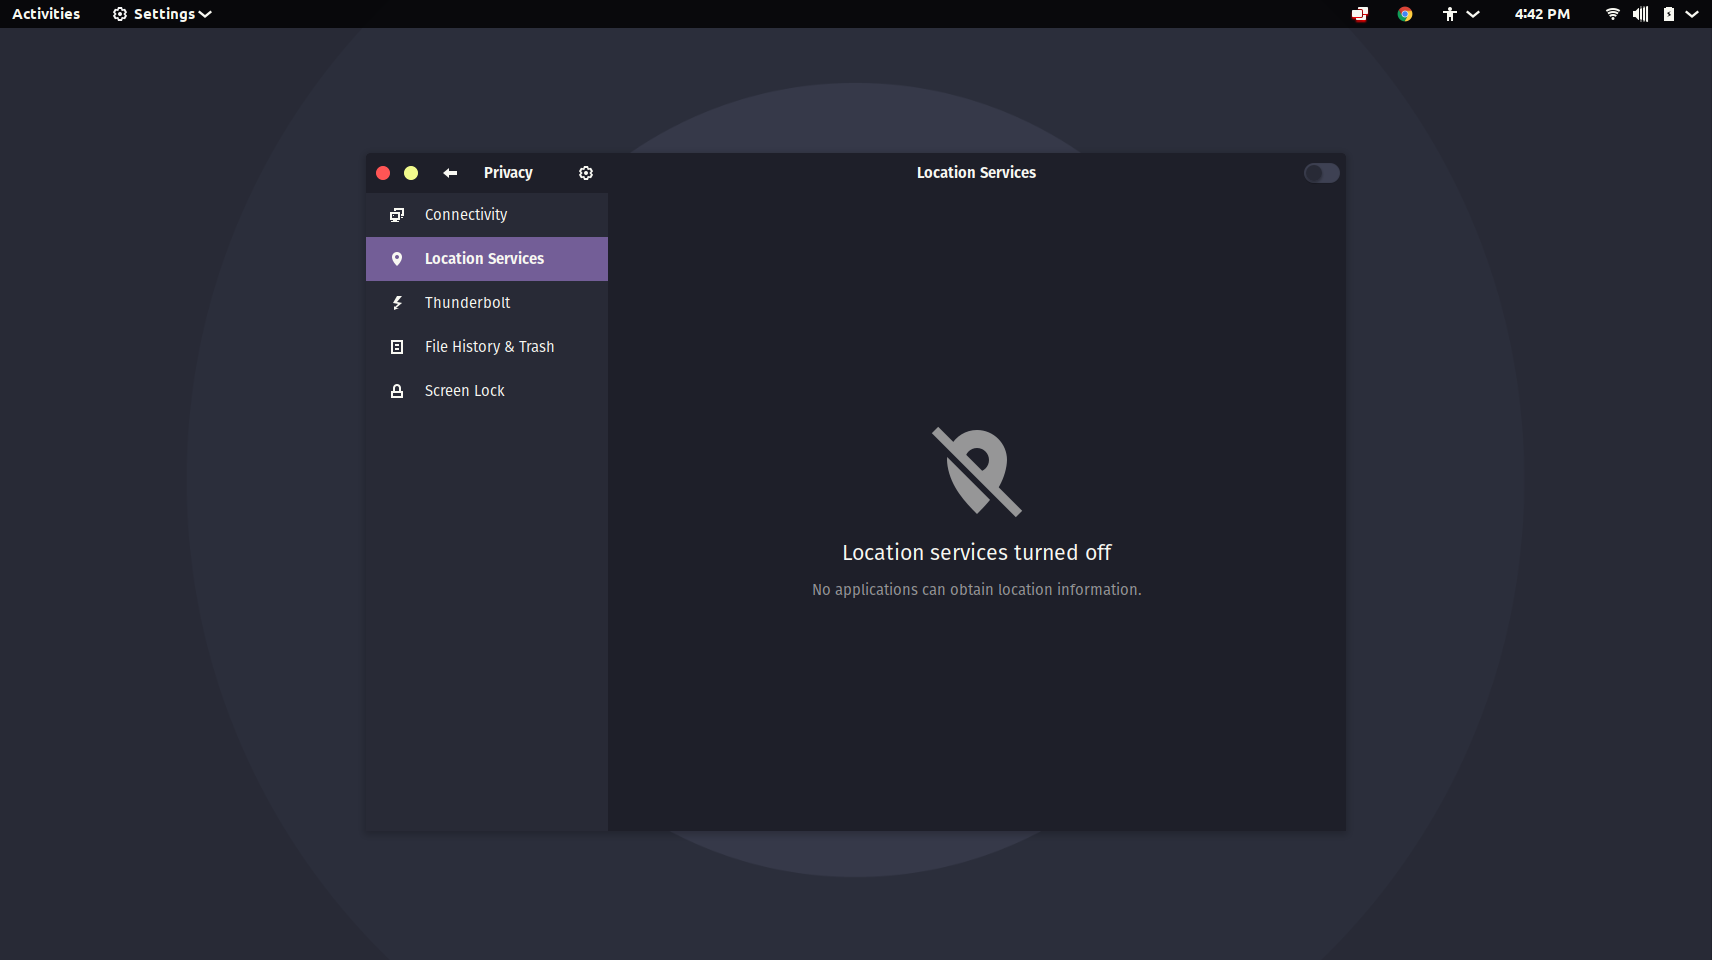 Activities
Settings
4:42 PM
Privacy
Location Services
Connectivity
Location Services
Thunderbolt
File History & Trash
Screen Lock
Location services turned off
No applications can obtain location information.